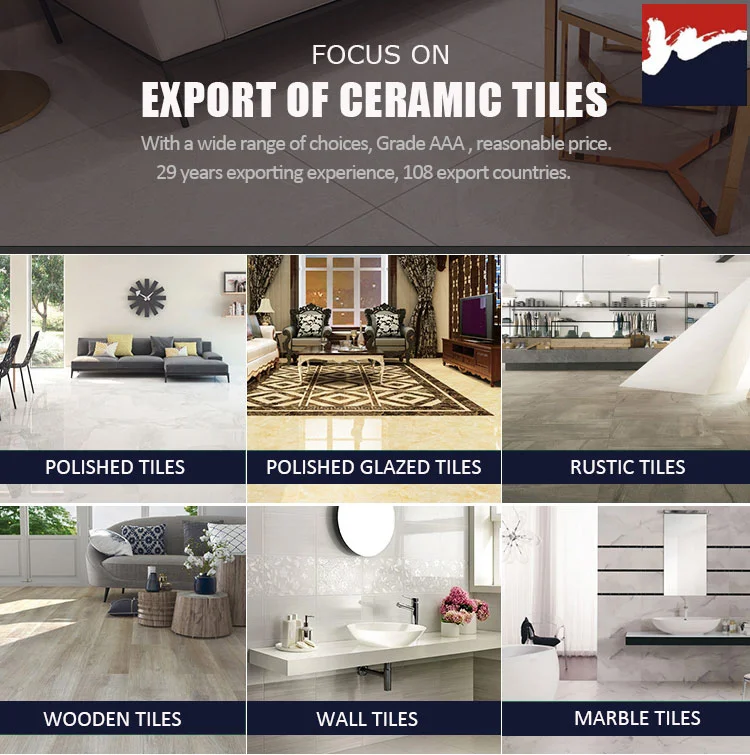 FOCUS ON
EXPORT OF CERAMIC TILES
With a wide range of choices, Grade AAA , reasonable price.
29 years exporting experience, 108 export countries.
POLISHED TILES
POLISHED GLAZED TILES
RUSTIC TILES
WOODEN TILES
WALL TILES
MARBLE TILES